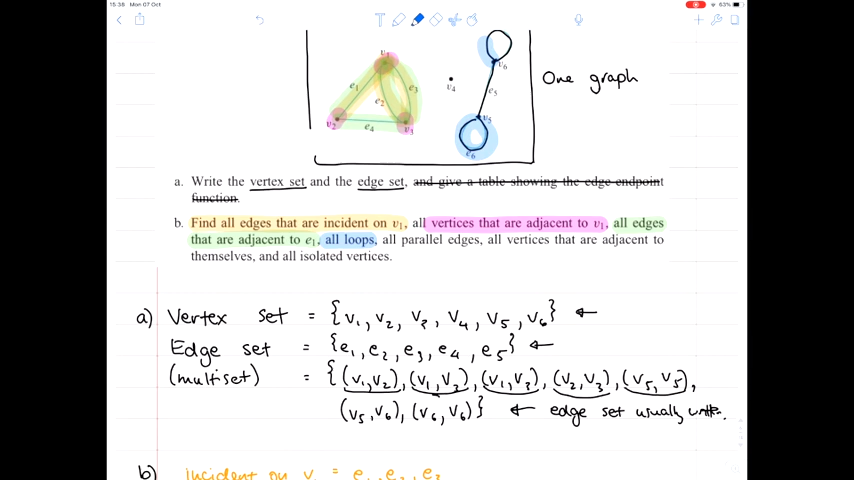 15.38 Mon 07 Oct
63%
v1
v6
e1
e3
v4
One graph
e2
e5
v2
v3
v5
e4
e6
a. Write the vertex set and the edge set, and give a table showing the edge-endpoint
function.
b. Find all edges that are incident on v1, all vertices that are adjacent to v1, all edges
that are adjacent to e1, all loops, all parallel edges, all vertices that are adjacent to
themselves, and all isolated vertices.
a) Vertex set = {v1, v2, v3, v4, v5, v6} ←
Edge set = {e1, e2, e3, e4, e5} ←
(multiset) = {(v1,v2), (v1,v3), (v1,v3), (v2,v3), (v5,v5),
(v5,v6), (v6,v6)} ← edge set usually written.
b) incident on v1 = e1, e2, e3